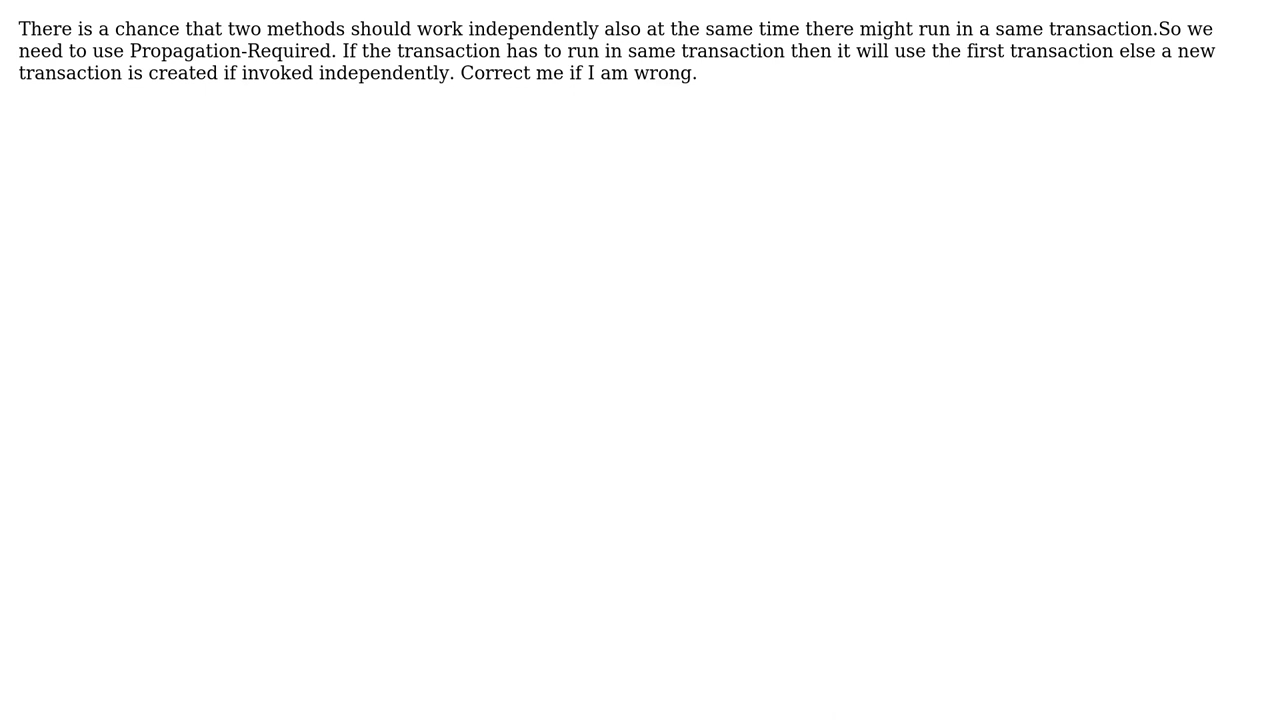 There is a chance that two methods should work independently also at the same time there might run in a same transaction.So we
need to use Propagation-Required. If the transaction has to run in same transaction then it will use the first transaction else a new
transaction is created if invoked independently. Correct me if I am wrong.